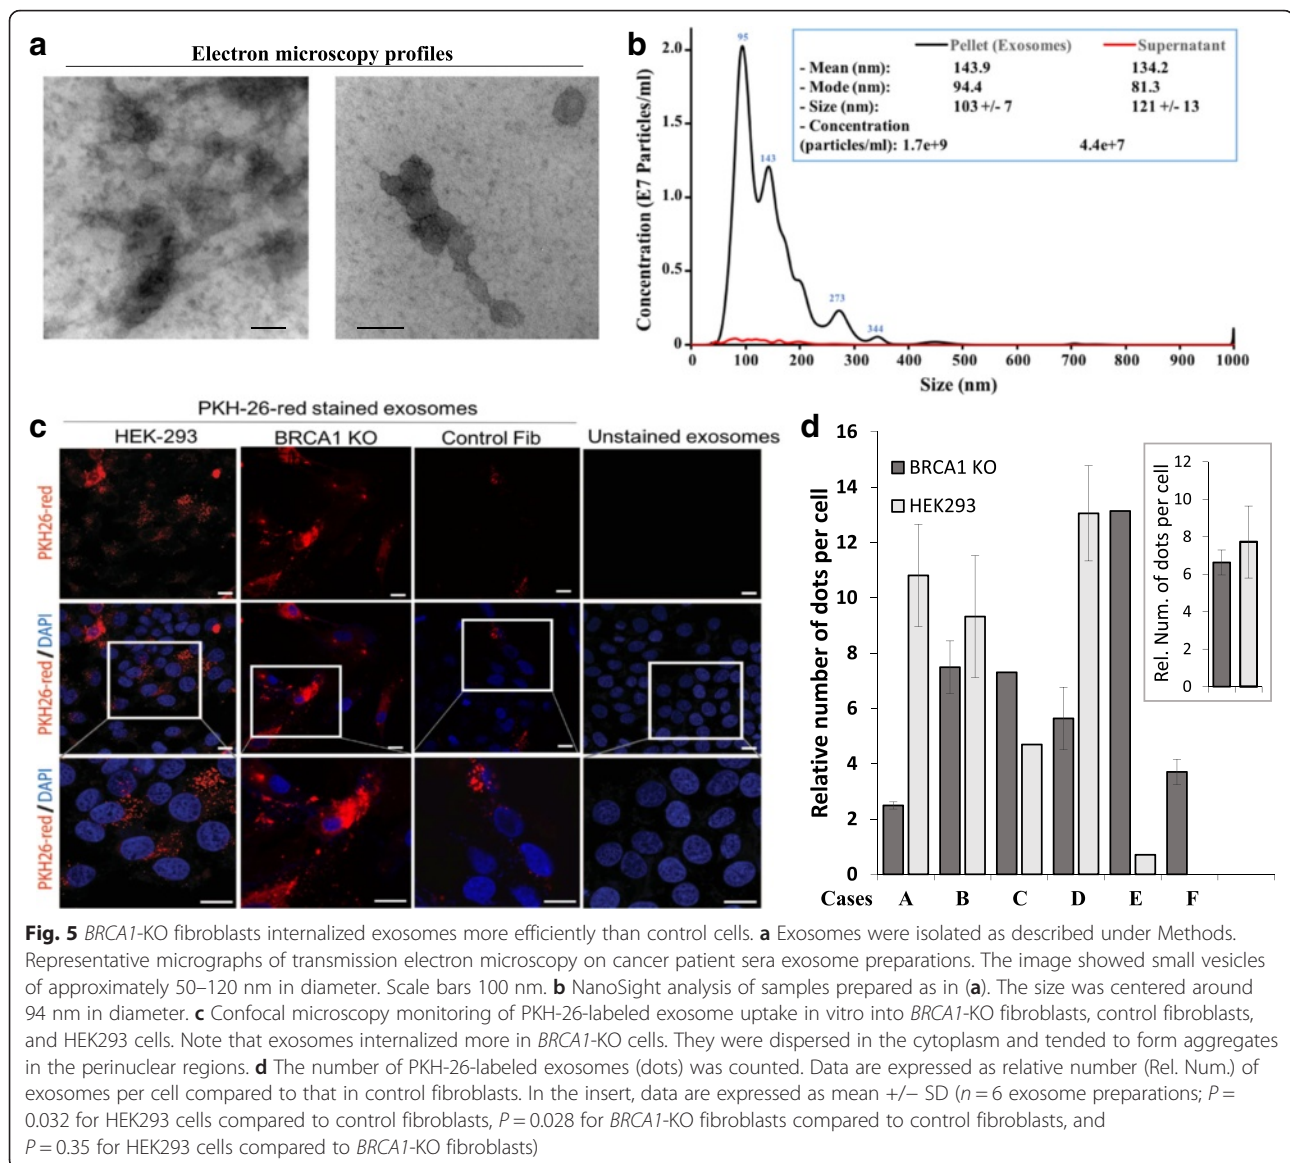 a
Electron microscopy profiles
b
Concentration (E7 Particles/ml)
2.0
1.5
1.0
0.5
0
95
143
273
344
Pellet (Exosomes) Supernatant
- Mean (nm): 143.9 134.2
- Mode (nm): 94.4 81.3
- Size (nm): 103 +/- 7 121 +/- 13
- Concentration
(particles/ml): 1.7e+9 4.4e+7
0 100 200 300 400 500 600 700 800 900 1000
Size (nm)
c
PKH-26-red stained exosomes
HEK-293 BRCA1 KO Control Fib Unstained exosomes
PKH26-red
PKH26-red / DAPI
PKH26-red / DAPI
d
Relative number of dots per cell
16
14
12
10
8
6
4
2
0
BRCA1 KO
HEK293
Rel. Num. of dots per cell
12
10
8
6
4
2
0
Cases A B C D E F
Fig. 5 BRCA1-KO fibroblasts internalized exosomes more efficiently than control cells. a Exosomes were isolated as described under Methods.
Representative micrographs of transmission electron microscopy on cancer patient sera exosome preparations. The image showed small vesicles
of approximately 50–120 nm in diameter. Scale bars 100 nm. b NanoSight analysis of samples prepared as in (a). The size was centered around
94 nm in diameter. c Confocal microscopy monitoring of PKH-26-labeled exosome uptake in vitro into BRCA1-KO fibroblasts, control fibroblasts,
and HEK293 cells. Note that exosomes internalized more in BRCA1-KO cells. They were dispersed in the cytoplasm and tended to form aggregates
in the perinuclear regions. d The number of PKH-26-labeled exosomes (dots) was counted. Data are expressed as relative number (Rel. Num.) of
exosomes per cell compared to that in control fibroblasts. In the insert, data are expressed as mean +/− SD (n = 6 exosome preparations; P =
0.032 for HEK293 cells compared to control fibroblasts, P = 0.028 for BRCA1-KO fibroblasts compared to control fibroblasts, and
P = 0.35 for HEK293 cells compared to BRCA1-KO fibroblasts)